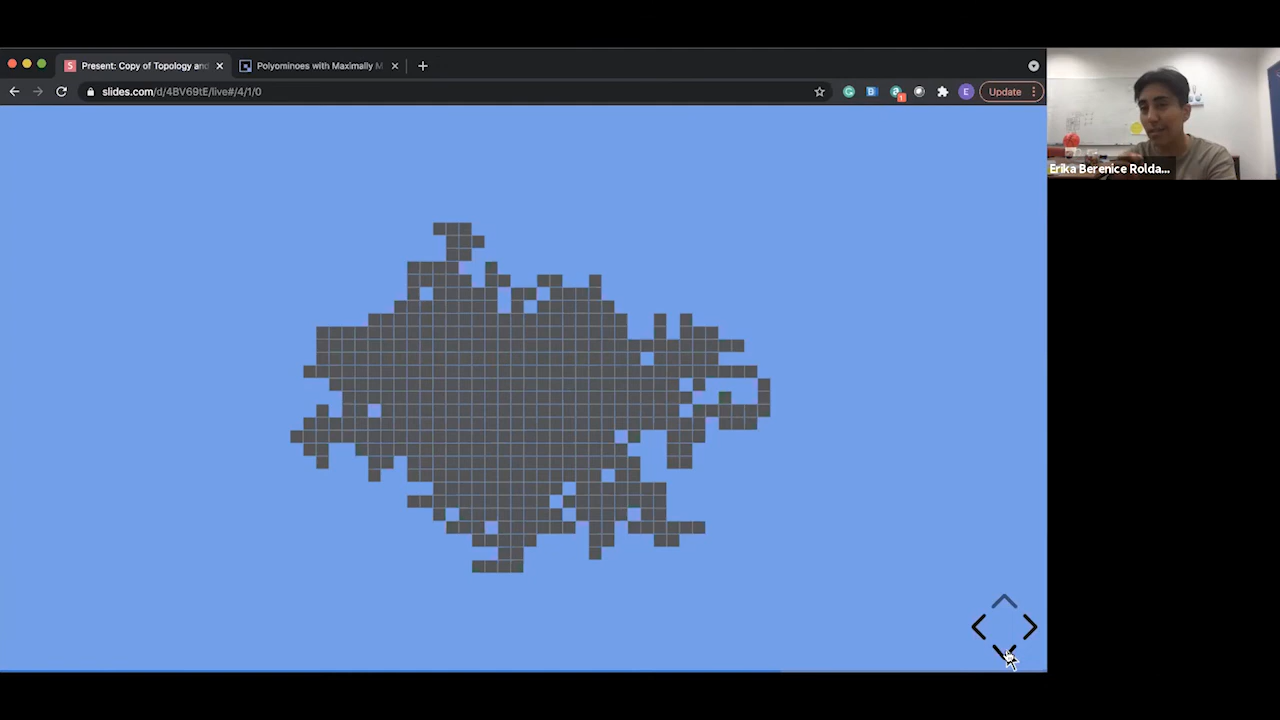 Present: Copy of Topology and
Polyominoes with Maximally M
slides.com/d/4BV69tE/live#/4/1/0
1
E
Update
Erika Berenice Rolda...